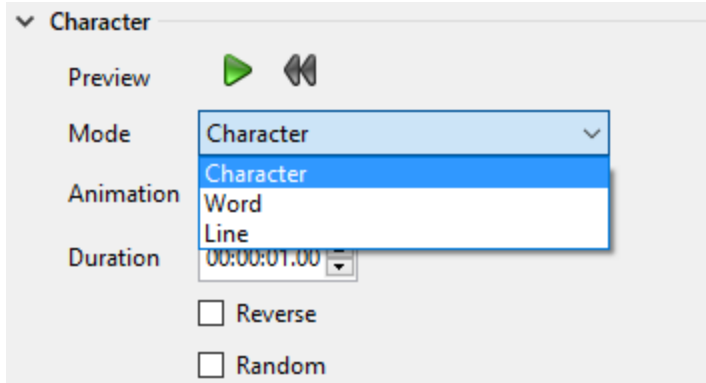 Character
Preview
Mode Character
Character
Animation
Word
Line
Duration 00:00:01.00
Reverse
Random